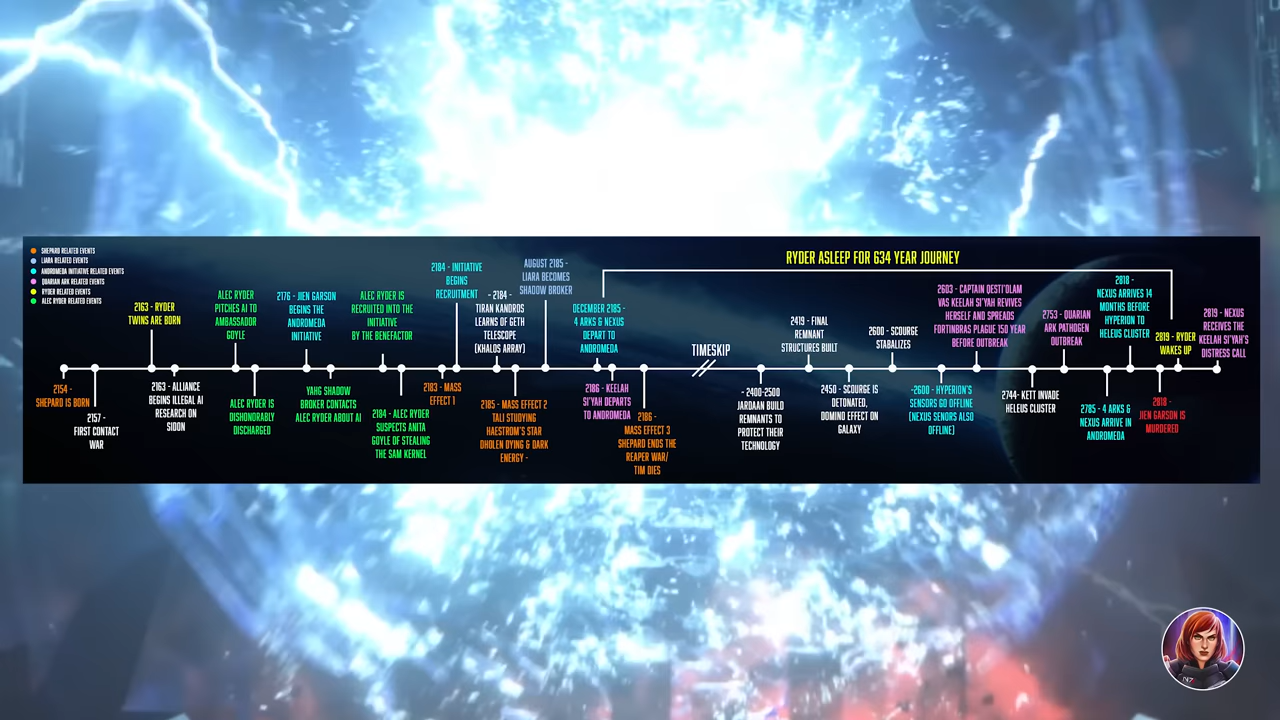 SHEPARD RELATED EVENTS
LIARA RELATED EVENTS
ANDROMEDA INITIATIVE RELATED EVENTS
QUARIAN ARK RELATED EVENTS
RYDER RELATED EVENTS
ALEC RYDER RELATED EVENTS
RYDER ASLEEP FOR 634 YEAR JOURNEY
2154 -
SHEPARD IS BORN
2157 -
FIRST CONTACT
WAR
2163 - RYDER
TWINS ARE BORN
2163 - ALLIANCE
BEGINS ILLEGAL AI
RESEARCH ON
SIDON
ALEC RYDER
PITCHES AI TO
AMBASSADOR
GOYLE
ALEC RYDER IS
DISHONORABLY
DISCHARGED
2176 - JIEN GARSON
BEGINS THE
ANDROMEDA
INITIATIVE
YAHG SHADOW
BROKER CONTACTS
ALEC RYDER ABOUT AI
ALEC RYDER IS
RECRUITED INTO THE
INITIATIVE
BY THE BENEFACTOR
2184 - ALEC RYDER
SUSPECTS ANITA
GOYLE OF STEALING
THE SAM KERNEL
2183 - MASS
EFFECT 1
2184 - INITIATIVE
BEGINS
RECRUITMENT
- 2184 -
TIRAN KANDROS
LEARNS OF GETH
TELESCOPE
(KHALOS ARRAY)
2185 - MASS EFFECT 2
TALI STUDYING
HAESTROM'S STAR
DHOLEN DYING & DARK
ENERGY -
AUGUST 2185 -
LIARA BECOMES
SHADOW BROKER
DECEMBER 2185 -
4 ARKS & NEXUS
DEPART TO
ANDROMEDA
2186 - KEELAH
SI'YAH DEPARTS
TO ANDROMEDA
2186 -
MASS EFFECT 3
SHEPARD ENDS THE
REAPER WAR/
TIM DIES
TIMESKIP
- 2400-2500
JARDAAN BUILD
REMNANTS TO
PROTECT THEIR
TECHNOLOGY
2419 - FINAL
REMNANT
STRUCTURES BUILT
2450 - SCOURGE IS
DETONATED,
DOMINO EFFECT ON
GALAXY
2600 - SCOURGE
STABALIZES
~2600 - HYPERION'S
SENSORS GO OFFLINE
(NEXUS SENORS ALSO
OFFLINE)
2603 - CAPTAIN QESTI'OLAM
VAS KEELAH SI'YAH REVIVES
HERSELF AND SPREADS
FORTINBRAS PLAGUE 150 YEAR
BEFORE OUTBREAK
2744- KETT INVADE
HELEUS CLUSTER
2753 - QUARIAN
ARK PATHOGEN
OUTBREAK
2785 - 4 ARKS &
NEXUS ARRIVE IN
ANDROMEDA
2818 -
NEXUS ARRIVES 14
MONTHS BEFORE
HYPERION TO
HELEUS CLUSTER
2818 -
JIEN GARSON IS
MURDERED
2819 - RYDER
WAKES UP
2819 - NEXUS
RECEIVES THE
KEELAH SI'YAH'S
DISTRESS CALL
N7